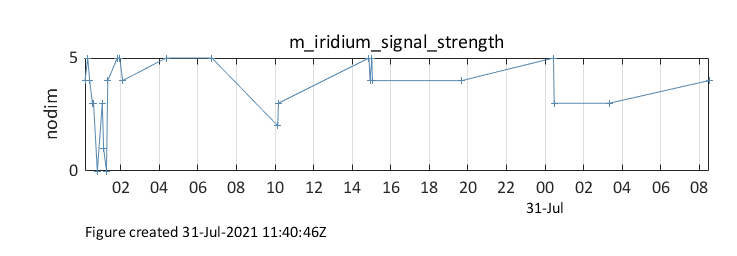 m_iridium_signal_strength
5
nodim
0
02 04 06 08 10 12 14 16 18 20 22 00 02 04 06 08
31-Jul
Figure created 31-Jul-2021 11:40:46Z